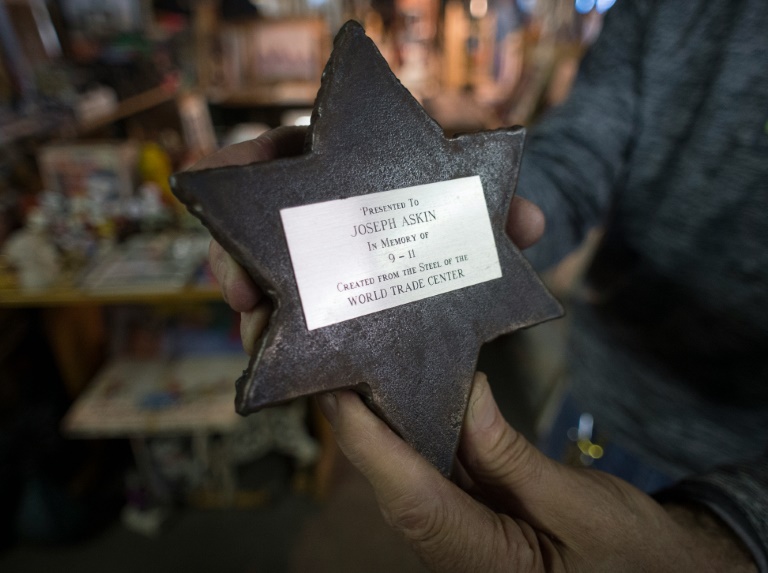 PRESENTED TO
JOSEPH ASKIN
IN MEMORY OF
9-11
CREATED FROM THE STEEL OF THE
WORLD TRADE CENTER